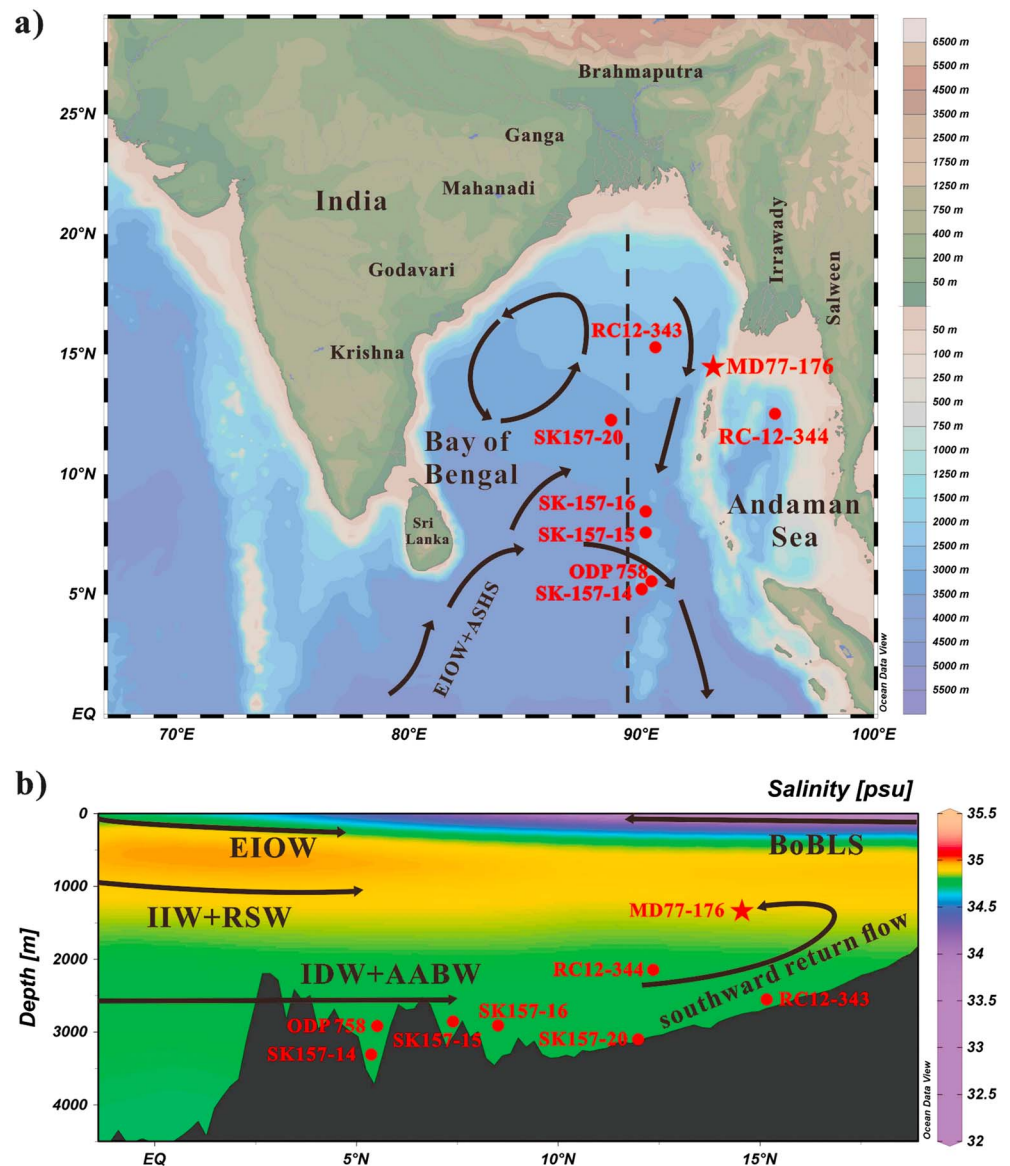 a)
Brahmaputra
Ganga
Mahanadi
India
Godavari
Krishna
Irrawady
Salween
RC12-343
MD77-176
SK157-20
RC-12-344
Bay of
Bengal
SK-157-16
SK-157-15
Andaman
Sea
Sri
Lanka
ODP 758
SK-157-14
EIOW+ASHS
25°N
20°N
15°N
10°N
5°N
EQ
70°E
80°E
90°E
100°E
Ocean Data View
6500 m
5500 m
4500 m
3500 m
2500 m
1750 m
1250 m
750 m
400 m
200 m
50 m
50 m
100 m
250 m
500 m
750 m
1000 m
1250 m
1500 m
2000 m
2500 m
3000 m
3500 m
4000 m
4500 m
5000 m
5500 m
b)
Salinity [psu]
Depth [m]
0
1000
2000
3000
4000
EIOW
BoBLS
IIW+RSW
MD77-176
IDW+AABW
RC12-344
southward return flow
RC12-343
SK157-16
ODP 758
SK157-15
SK157-20
SK157-14
EQ
5°N
10°N
15°N
Ocean Data View
35.5
35
34.5
34
33.5
33
32.5
32